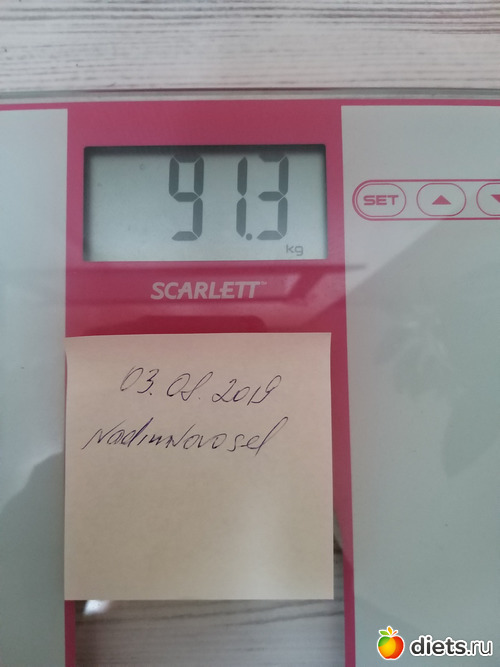 91.3
kg
SET
SCARLETT
03.08.2019
NadinNovosel
diets.ru